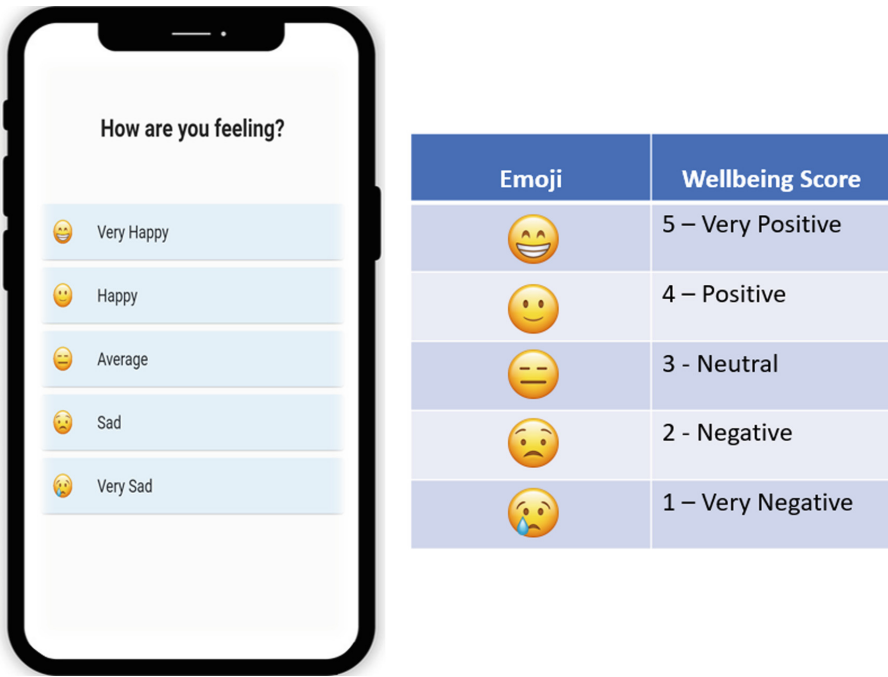 How are you feeling?
Very Happy
Happy
Average
Sad
Very Sad
Emoji Wellbeing Score
5 – Very Positive
4 – Positive
3 - Neutral
2 - Negative
1 – Very Negative